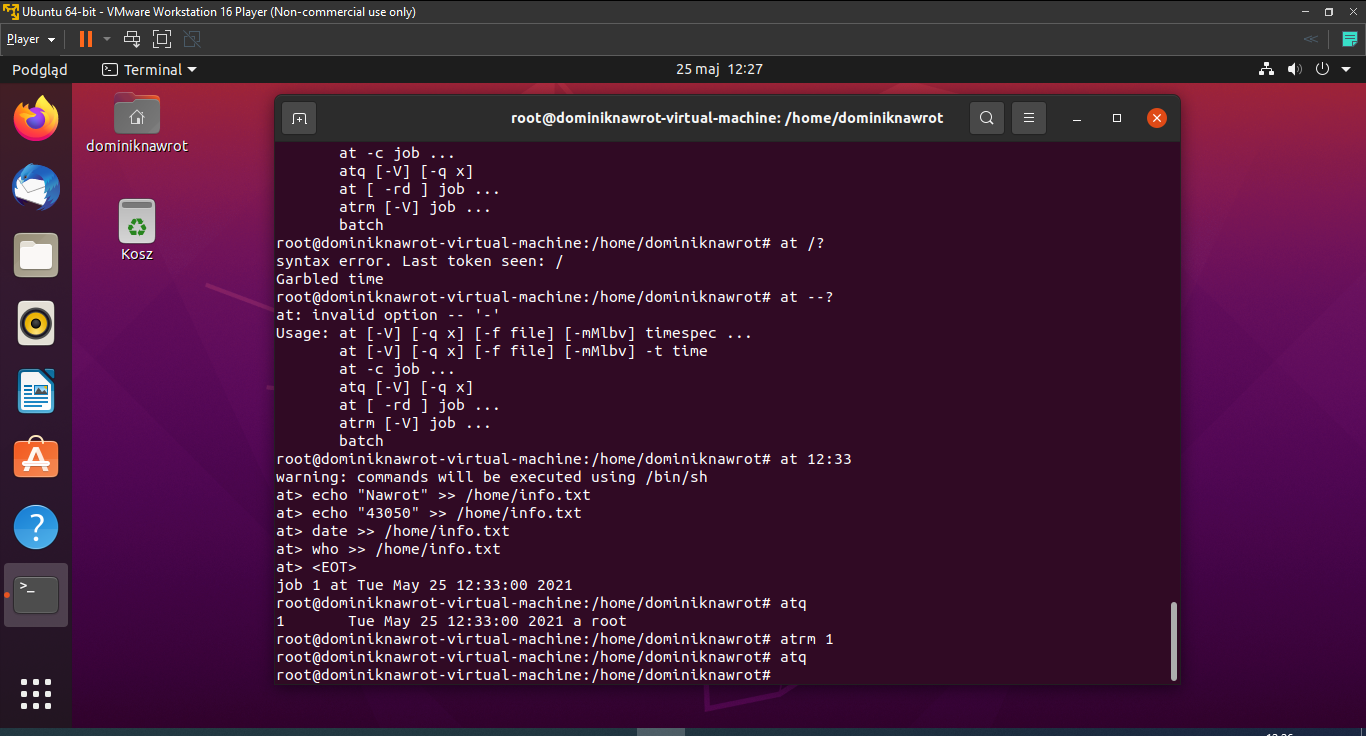 Ubuntu 64-bit - VMware Workstation 16 Player (Non-commercial use only)
Player
Podgląd Terminal 25 maj 12:27
root@dominiknawrot-virtual-machine: /home/dominiknawrot
dominiknawrot
Kosz
at -c job ...
atq [-V] [-q x]
at [ -rd ] job ...
atrm [-V] job ...
batch
root@dominiknawrot-virtual-machine:/home/dominiknawrot# at /?
syntax error. Last token seen: /
Garbled time
root@dominiknawrot-virtual-machine:/home/dominiknawrot# at --?
at: invalid option -- '-'
Usage: at [-V] [-q x] [-f file] [-mMlbv] timespec ...
at [-V] [-q x] [-f file] [-mMlbv] -t time
at -c job ...
atq [-V] [-q x]
at [ -rd ] job ...
atrm [-V] job ...
batch
root@dominiknawrot-virtual-machine:/home/dominiknawrot# at 12:33
warning: commands will be executed using /bin/sh
at> echo "Nawrot" >> /home/info.txt
at> echo "43050" >> /home/info.txt
at> date >> /home/info.txt
at> who >> /home/info.txt
at> <EOT>
job 1 at Tue May 25 12:33:00 2021
root@dominiknawrot-virtual-machine:/home/dominiknawrot# atq
1 Tue May 25 12:33:00 2021 a root
root@dominiknawrot-virtual-machine:/home/dominiknawrot# atrm 1
root@dominiknawrot-virtual-machine:/home/dominiknawrot# atq
root@dominiknawrot-virtual-machine:/home/dominiknawrot#